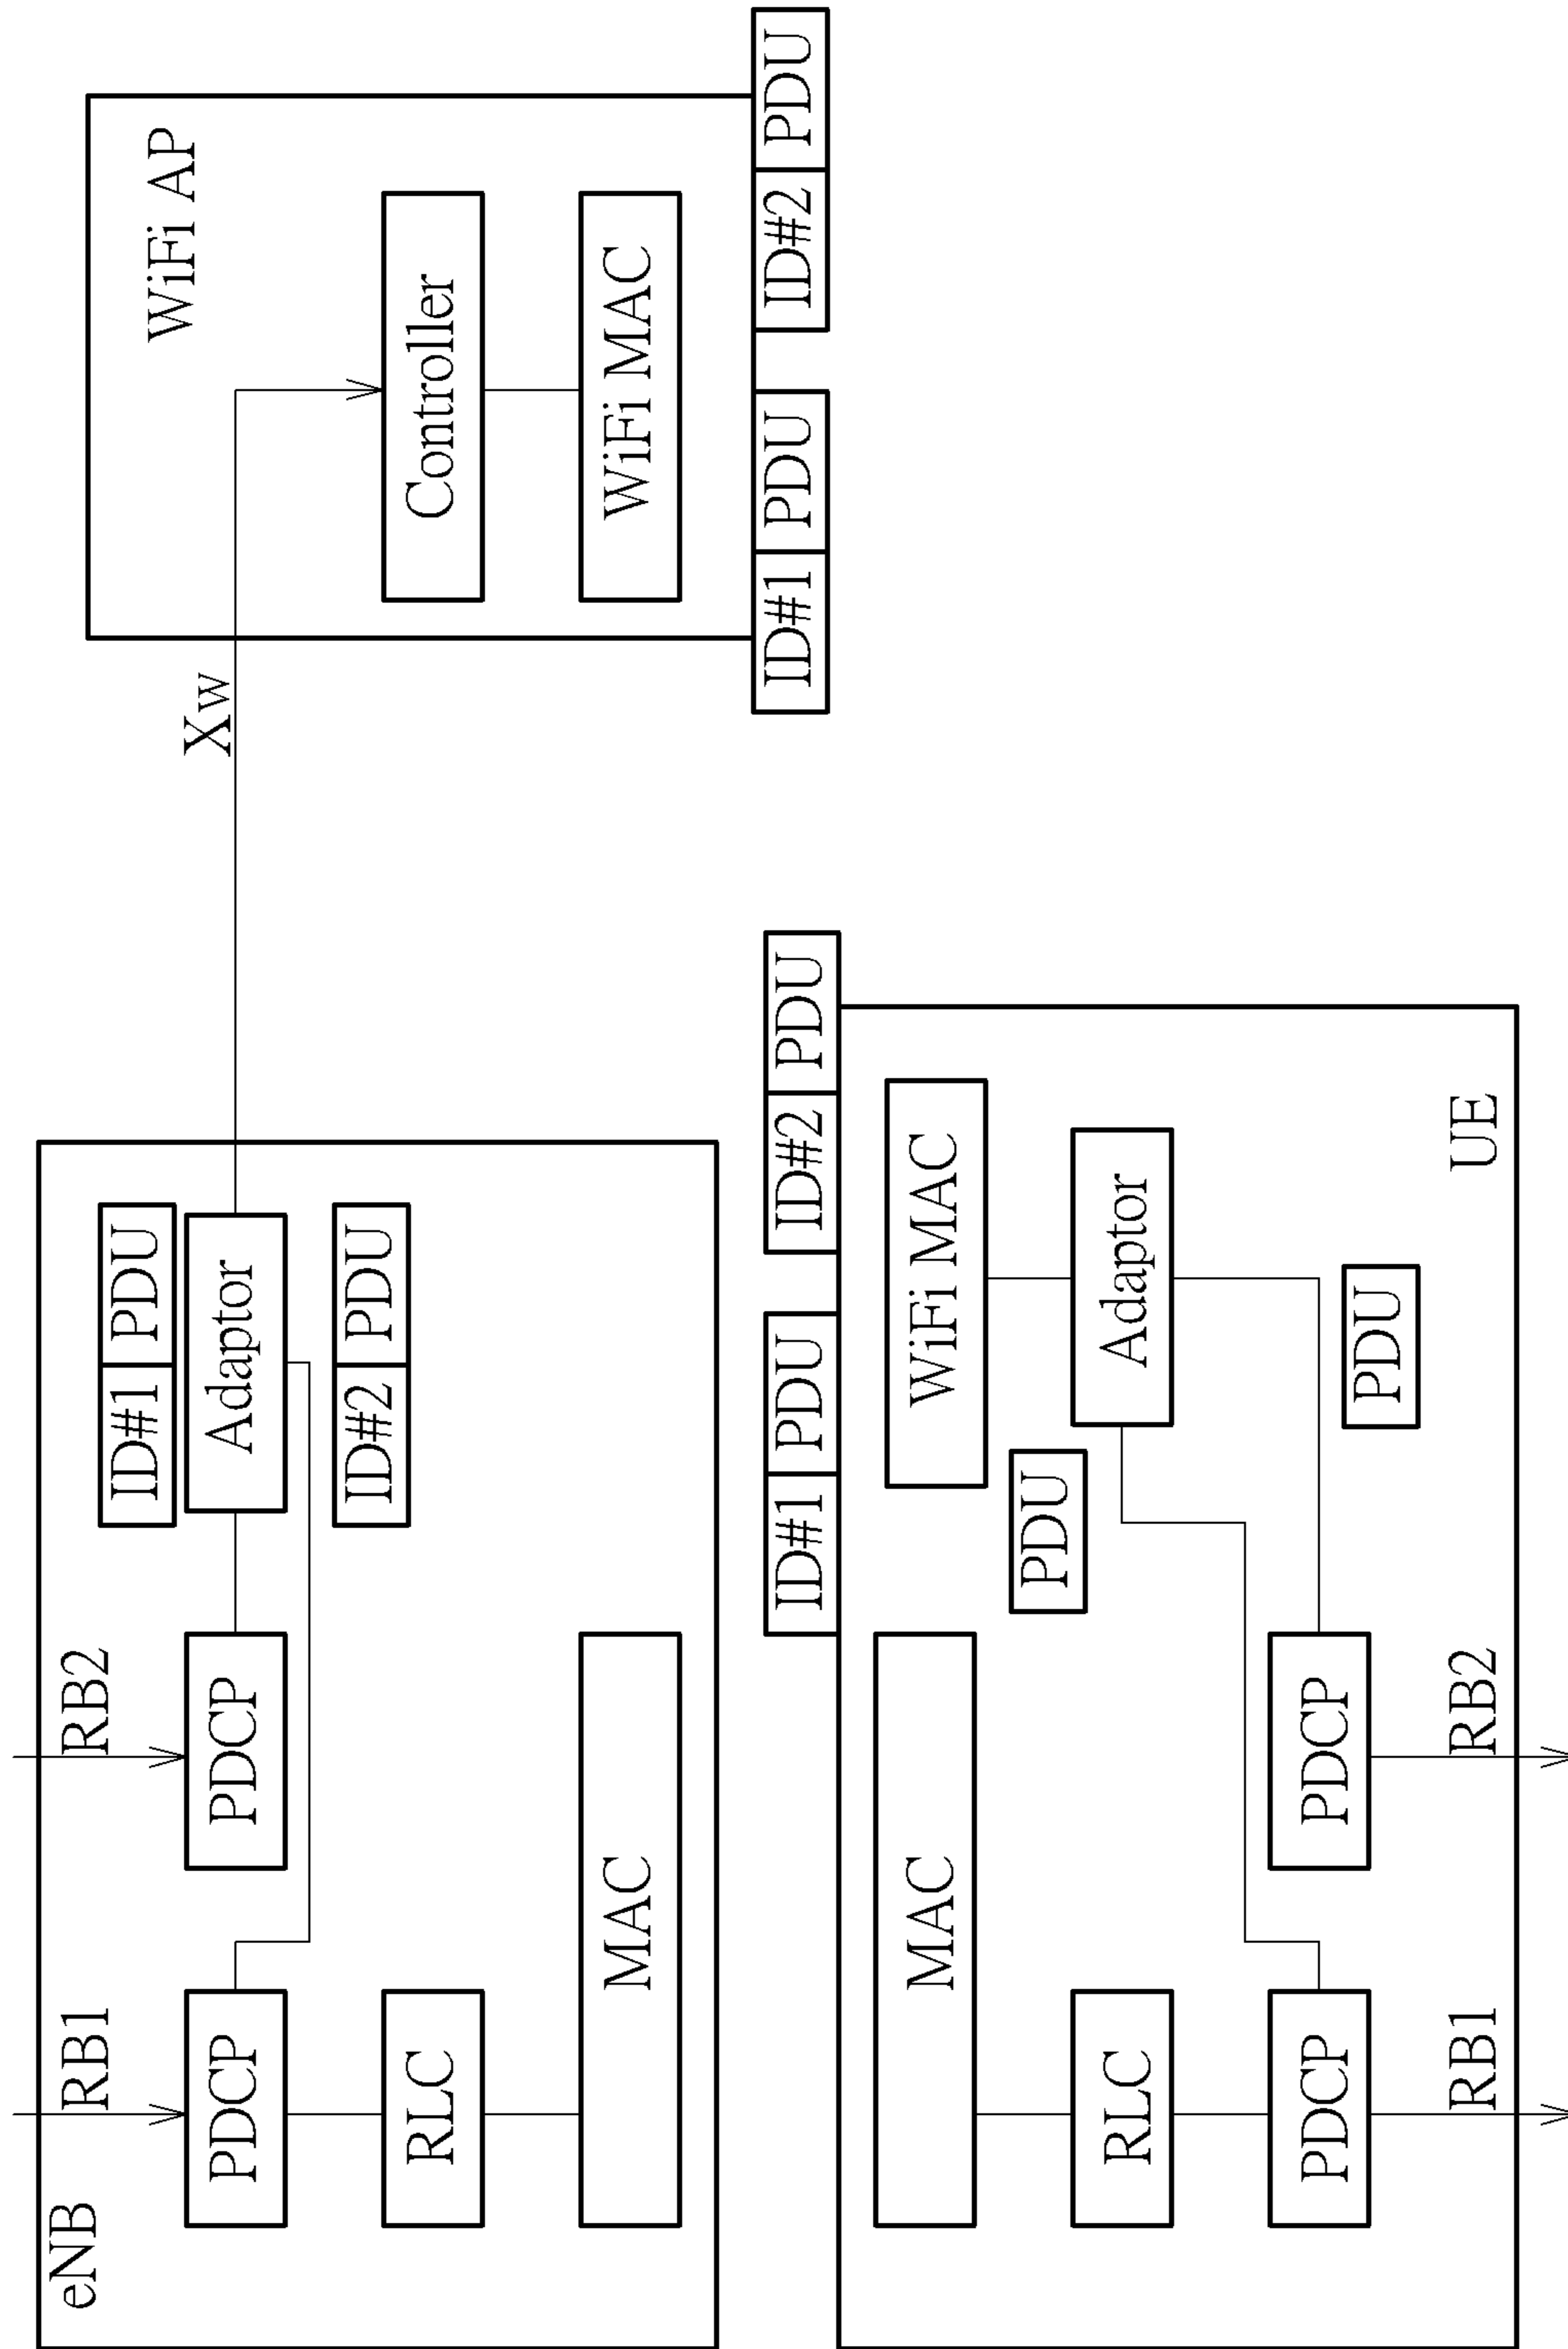 eNB
RB1
RB2
PDCP
PDCP
ID#1 PDU
Adaptor
ID#2 PDU
RLC
MAC
Xw
WiFi AP
Controller
WiFi MAC
ID#1 PDU
ID#2 PDU
ID#1 PDU
ID#2 PDU
MAC
WiFi MAC
PDU
RLC
Adaptor
PDCP
PDCP
PDU
RB1
RB2
UE